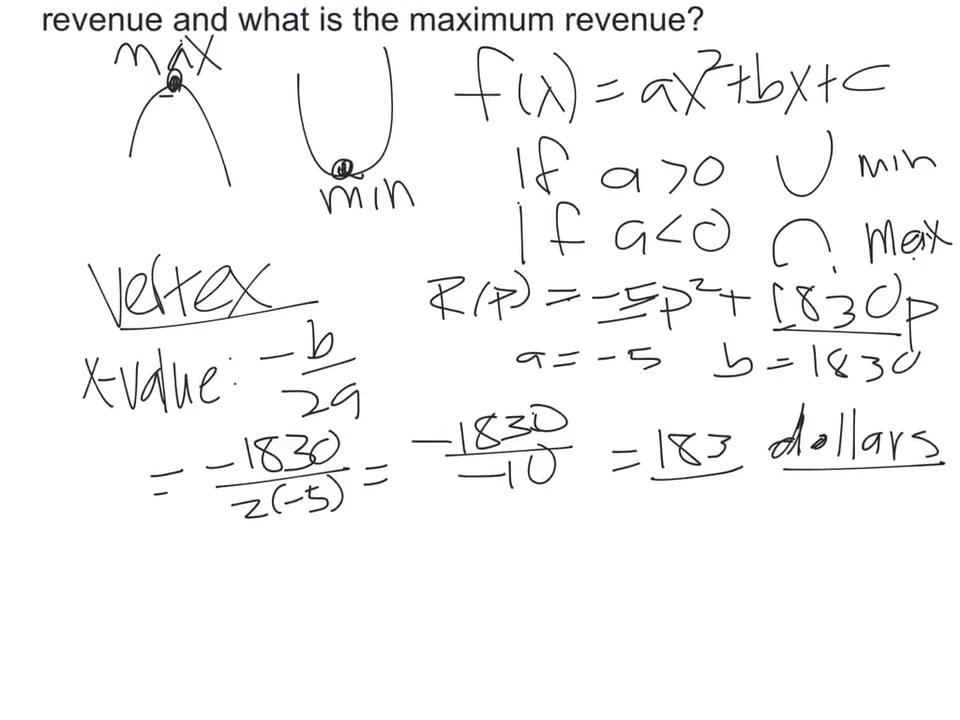 revenue and what is the maximum revenue?
max
min
f(x) = ax²+bx+c
If a>0 ∪ min
If a<0 ∩ max
Vertex
R(p) = -5p²+ 1830p
a = -5 b = 1830
x-value: -b/2a
= -1830/2(-5) = -1830/-10 = 183 dollars